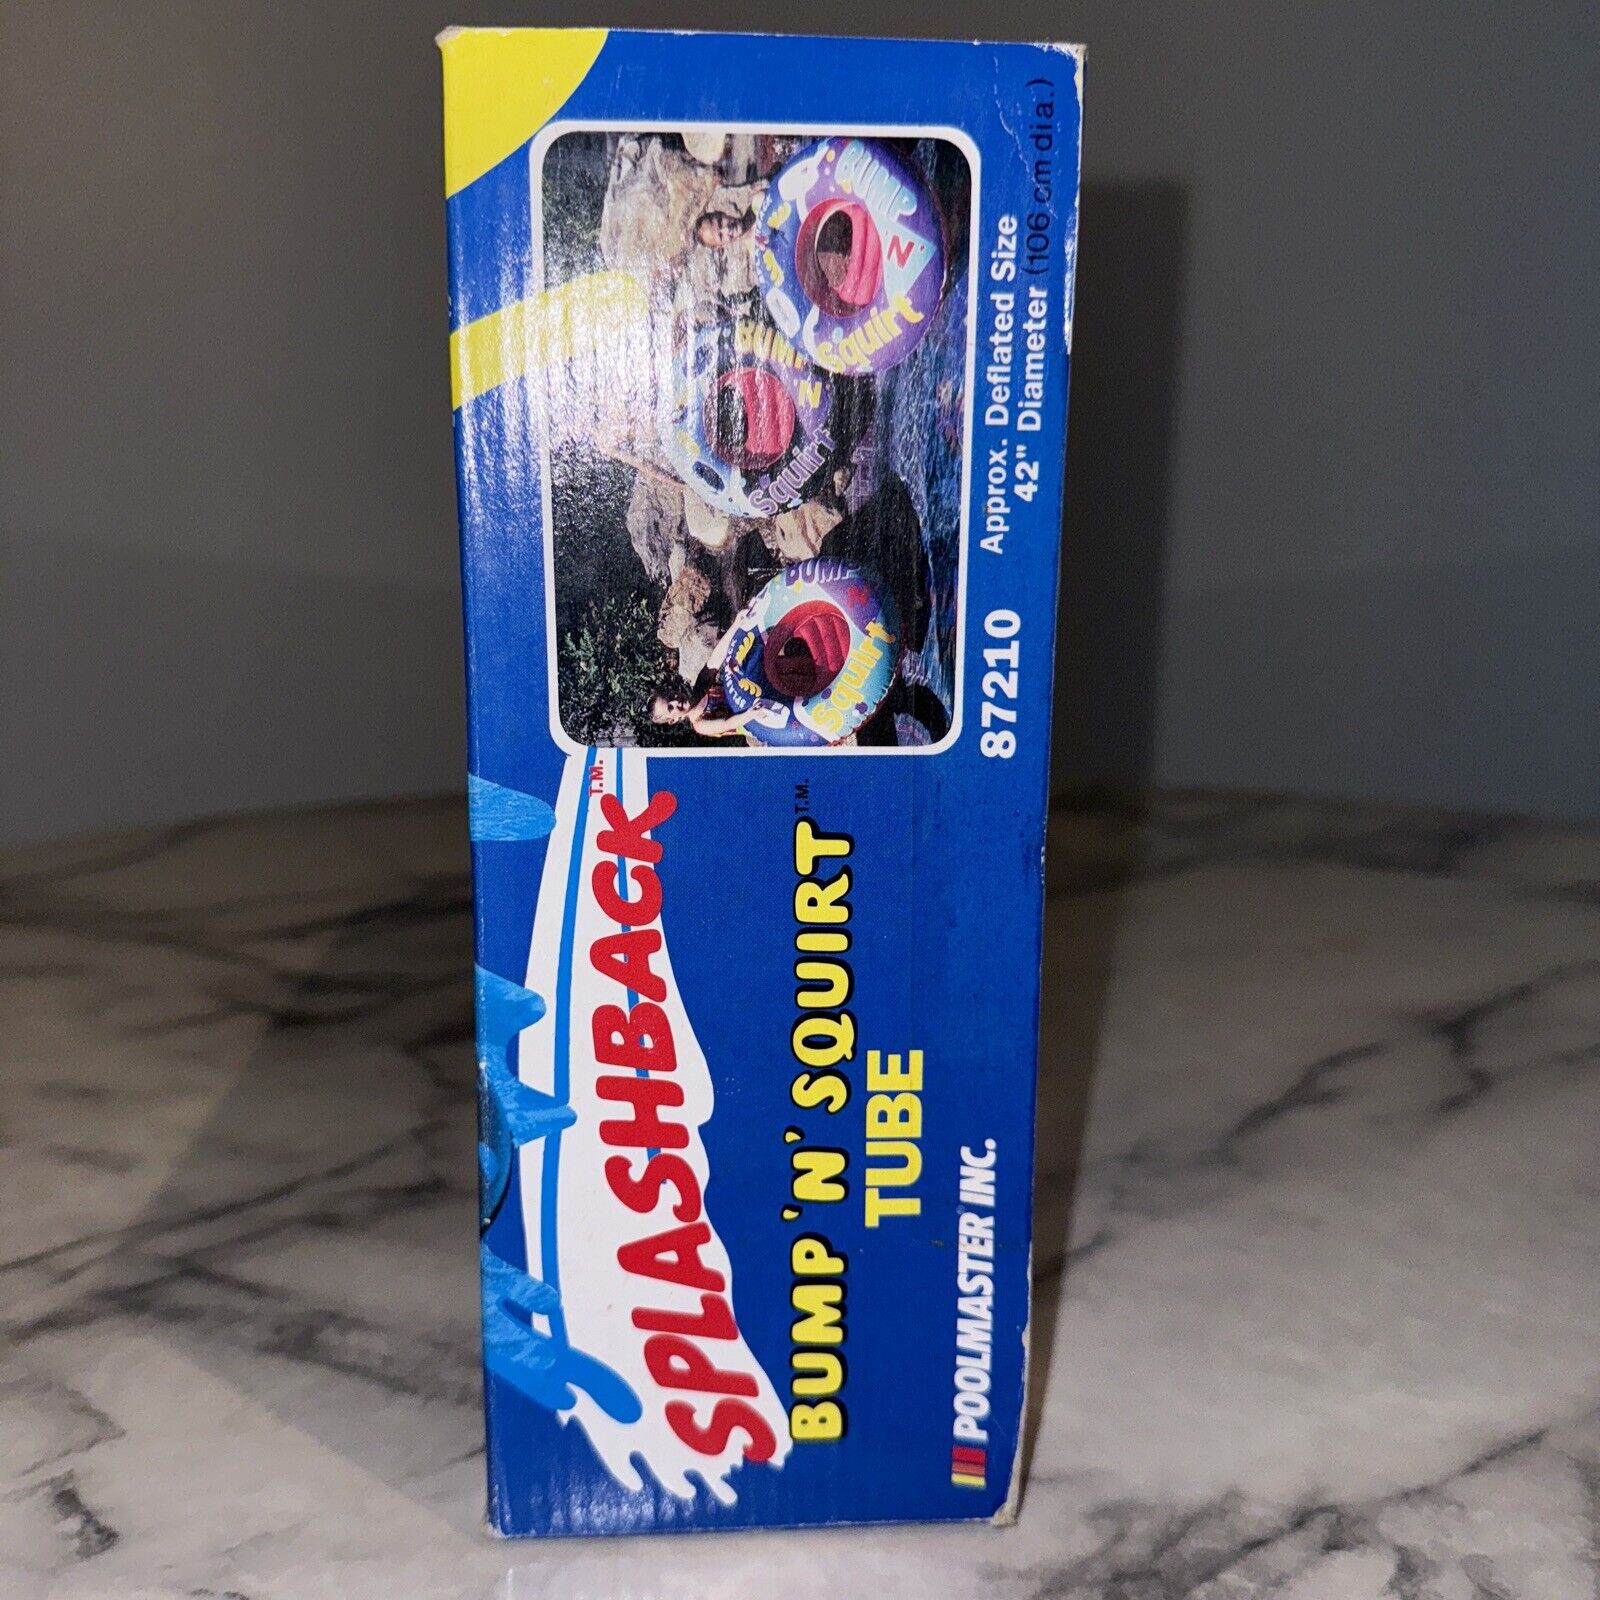 SPLASHBACK T.M.
BUMP 'N' SQUIRT T.M.
TUBE
POOLMASTER® INC.
BUMP
'N'
Squirt
BUMP
'N'
Squirt
BUMP
'N'
Squirt
87210 Approx. Deflated Size
42" Diameter (106 cm dia.)